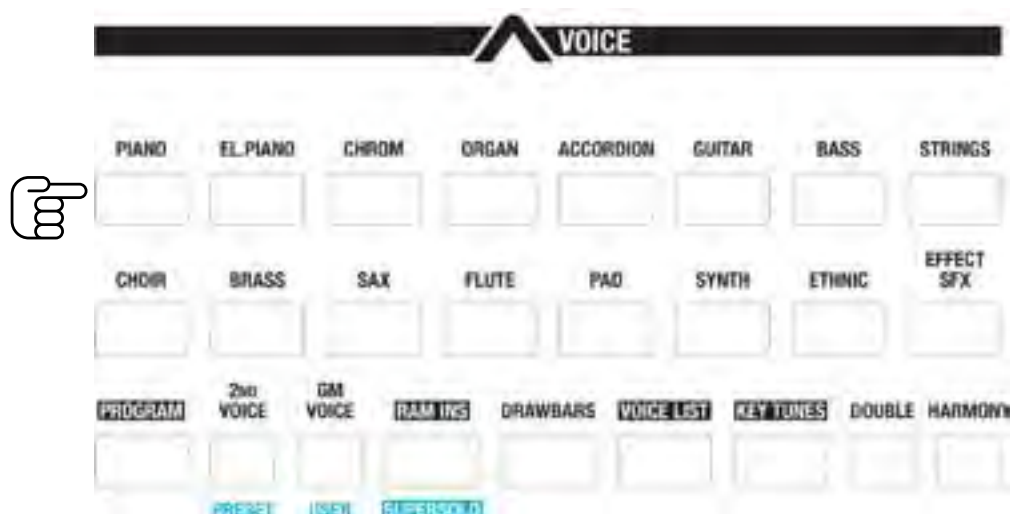 VOICE
PIANO EL.PIANO CHROM ORGAN ACCORDION GUITAR BASS STRINGS
CHOIR BRASS SAX FLUTE PAD SYNTH ETHNIC EFFECT SFX
PROGRAM 2ND VOICE GM VOICE RAM INS DRAWBARS VOICE LIST KEY TUNES DOUBLE HARMONY
PRESET USER SUPERSOLO